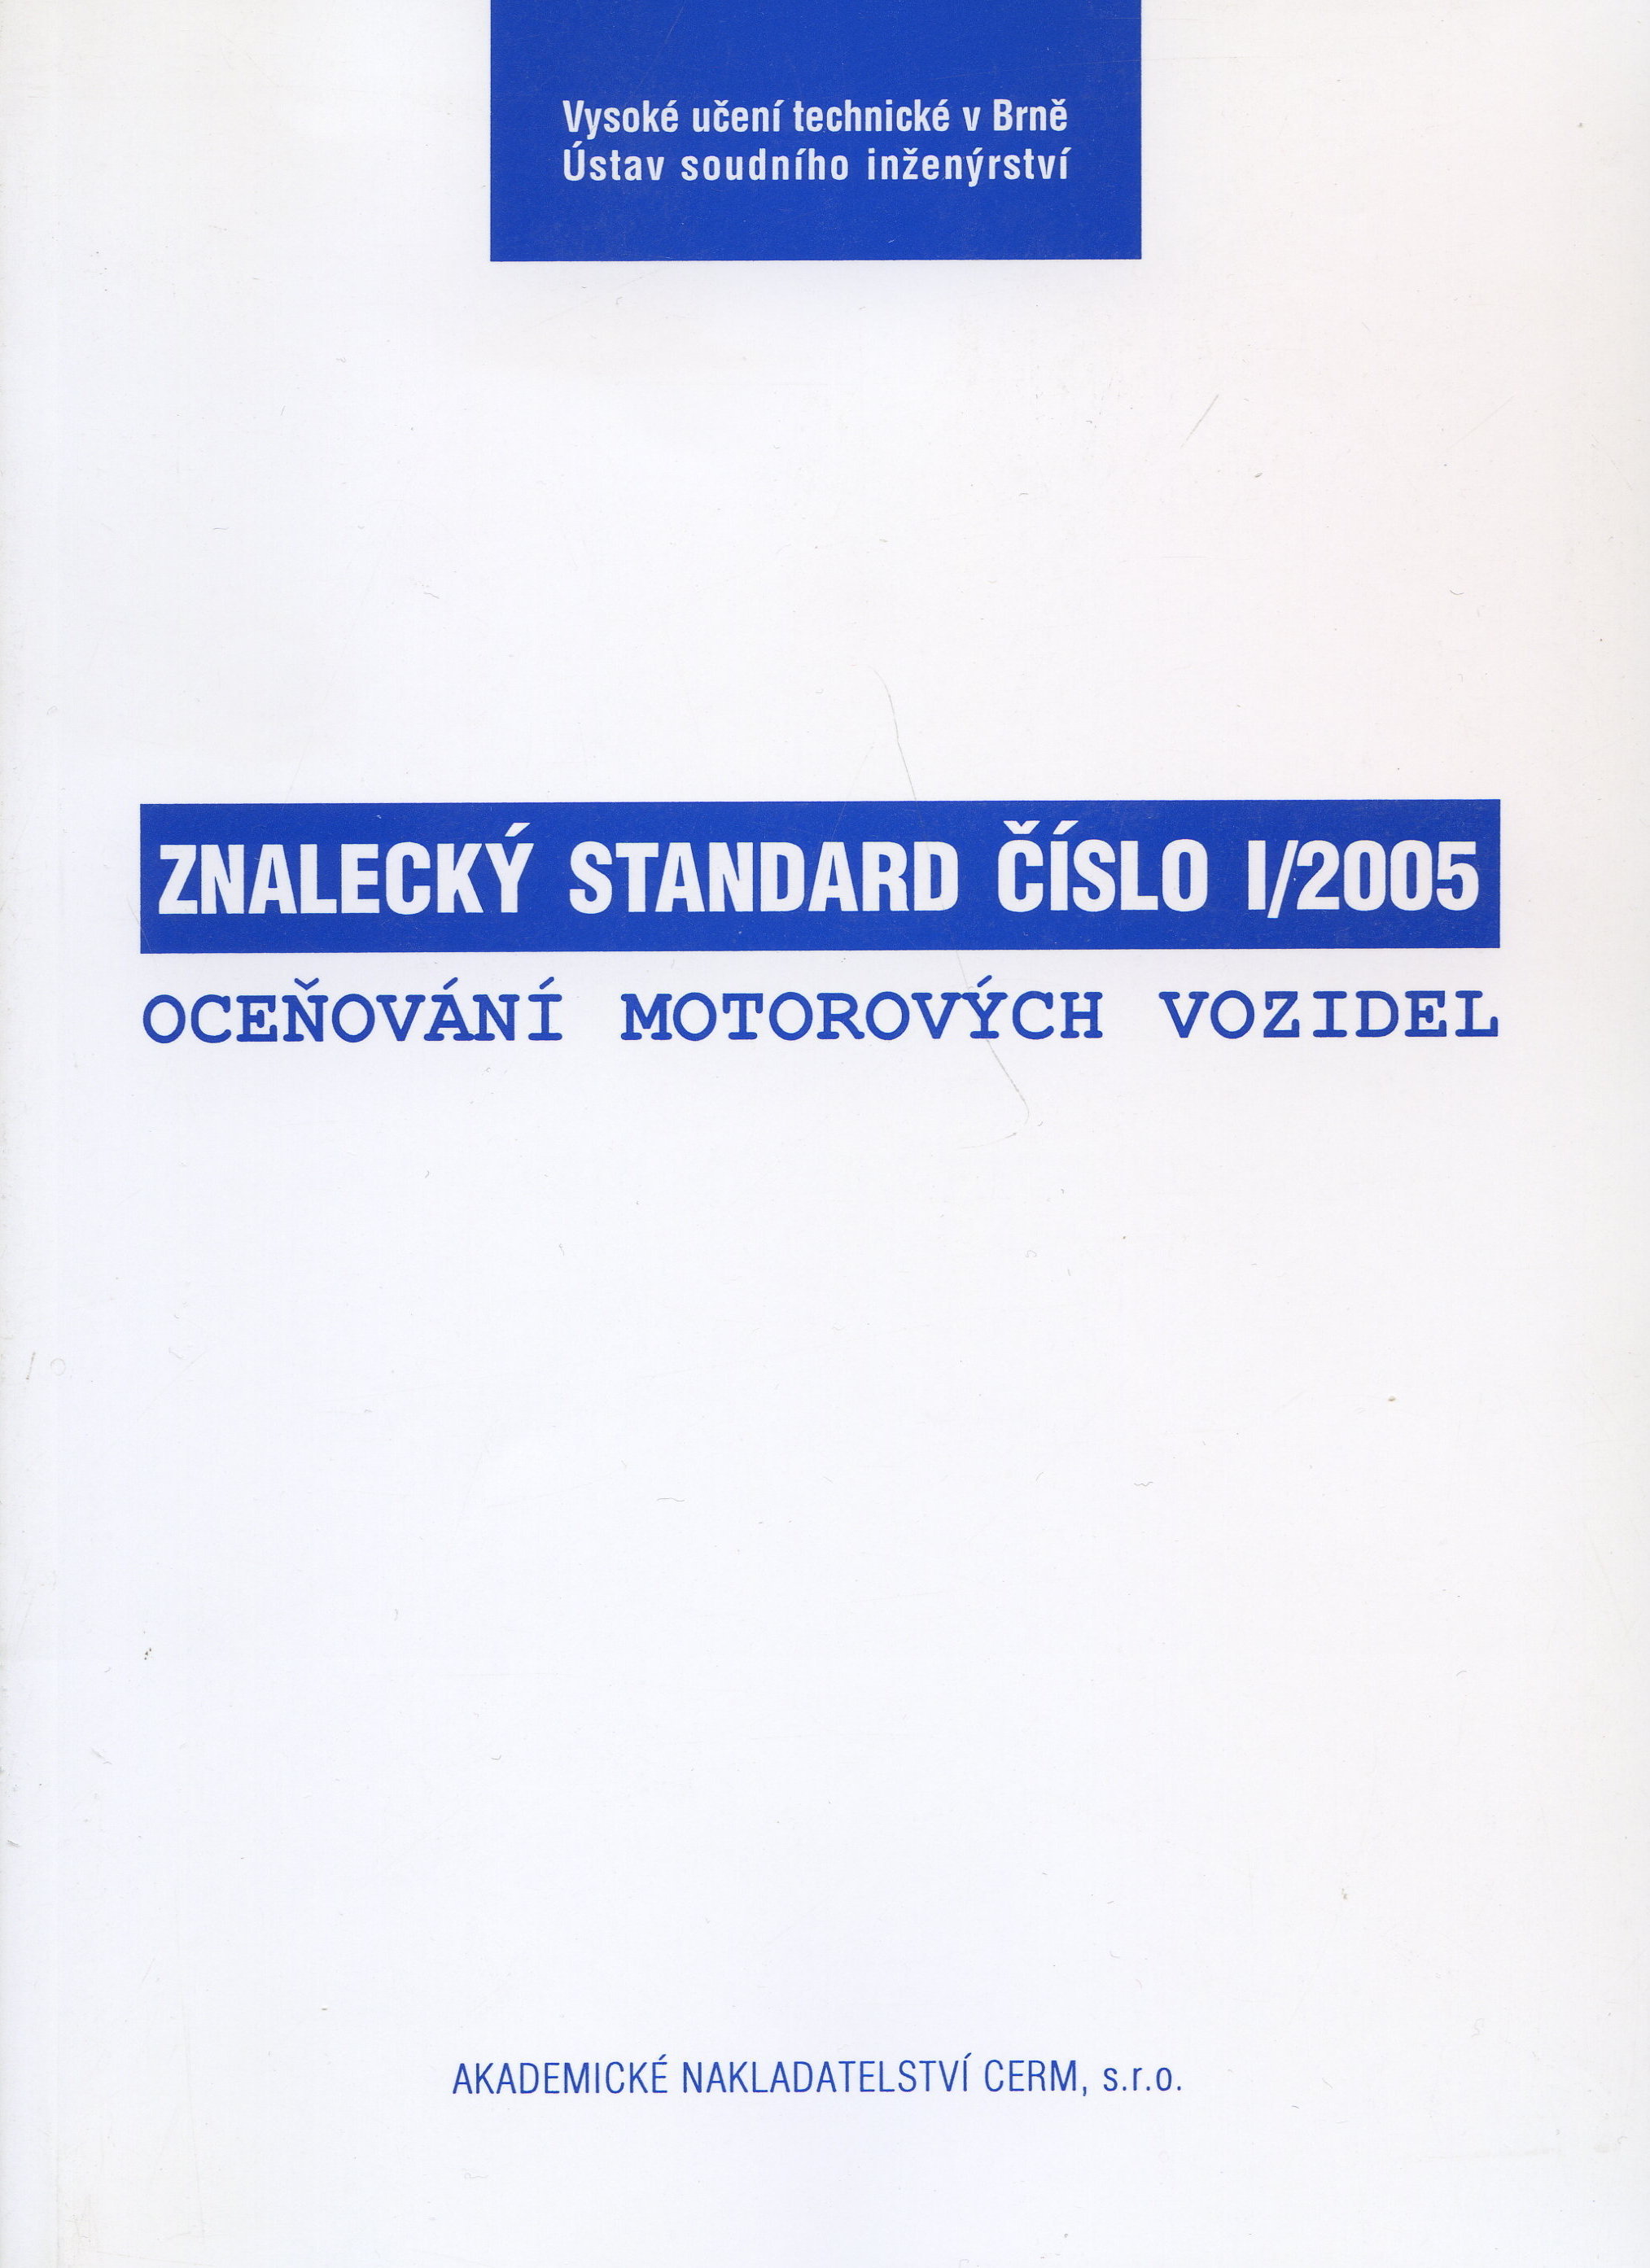 Vysoké učení technické v Brně
Ústav soudního inženýrství
ZNALECKÝ STANDARD ČÍSLO I/2005
OCEŇOVÁNÍ MOTOROVÝCH VOZIDEL
AKADEMICKÉ NAKLADATELSTVÍ CERM, s.r.o.